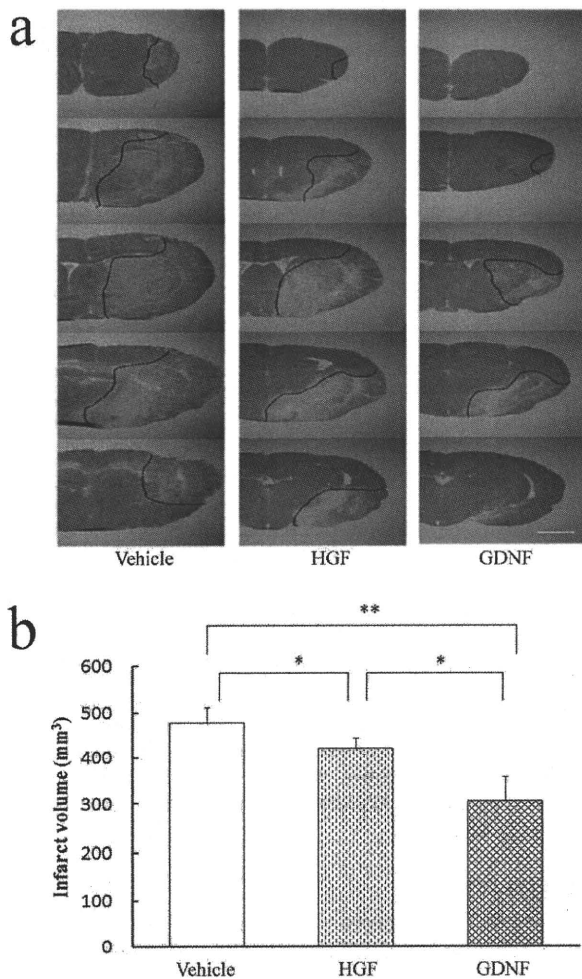 a
Vehicle
HGF
GDNF
b
**
*
*
600
500
400
300
200
100
0
Infarct volume (mm³)
Vehicle
HGF
GDNF